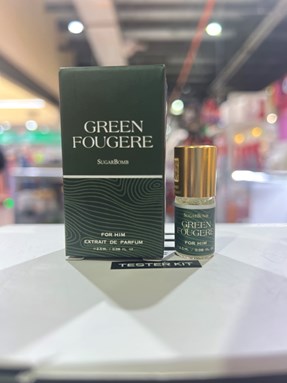 GREEN
FOUGERE
SUGARBOMB
FOR HIM
EXTRAIT DE PARFUM
SUGARBOMB
GREEN
FOUGERE
FOR HIM
TESTER KIT